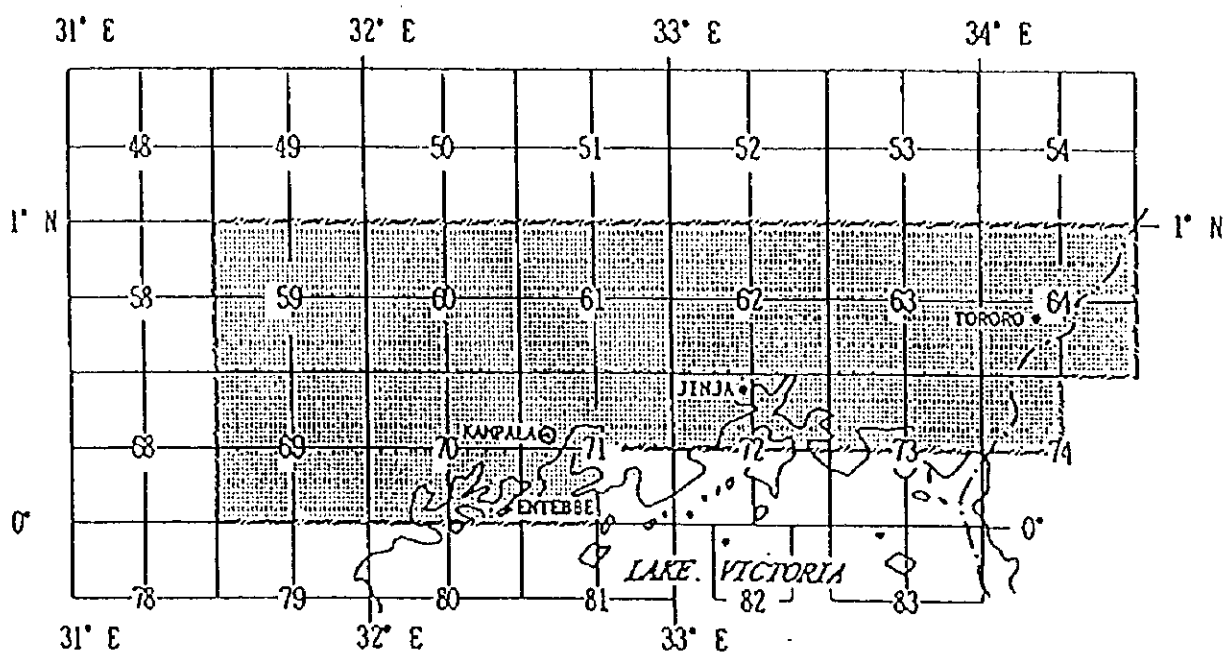 31° E 32° E 33° E 34° E
48 49 50 51 52 53 54
1° N 1° N
58 59 60 61 62 63 64
TORORO
JINJA
KAMPALA
68 69 70 71 72 73 74
ENTEBBE
0° 0°
LAKE. VICTORIA
78 79 80 81 82 83
31° E 32° E 33° E